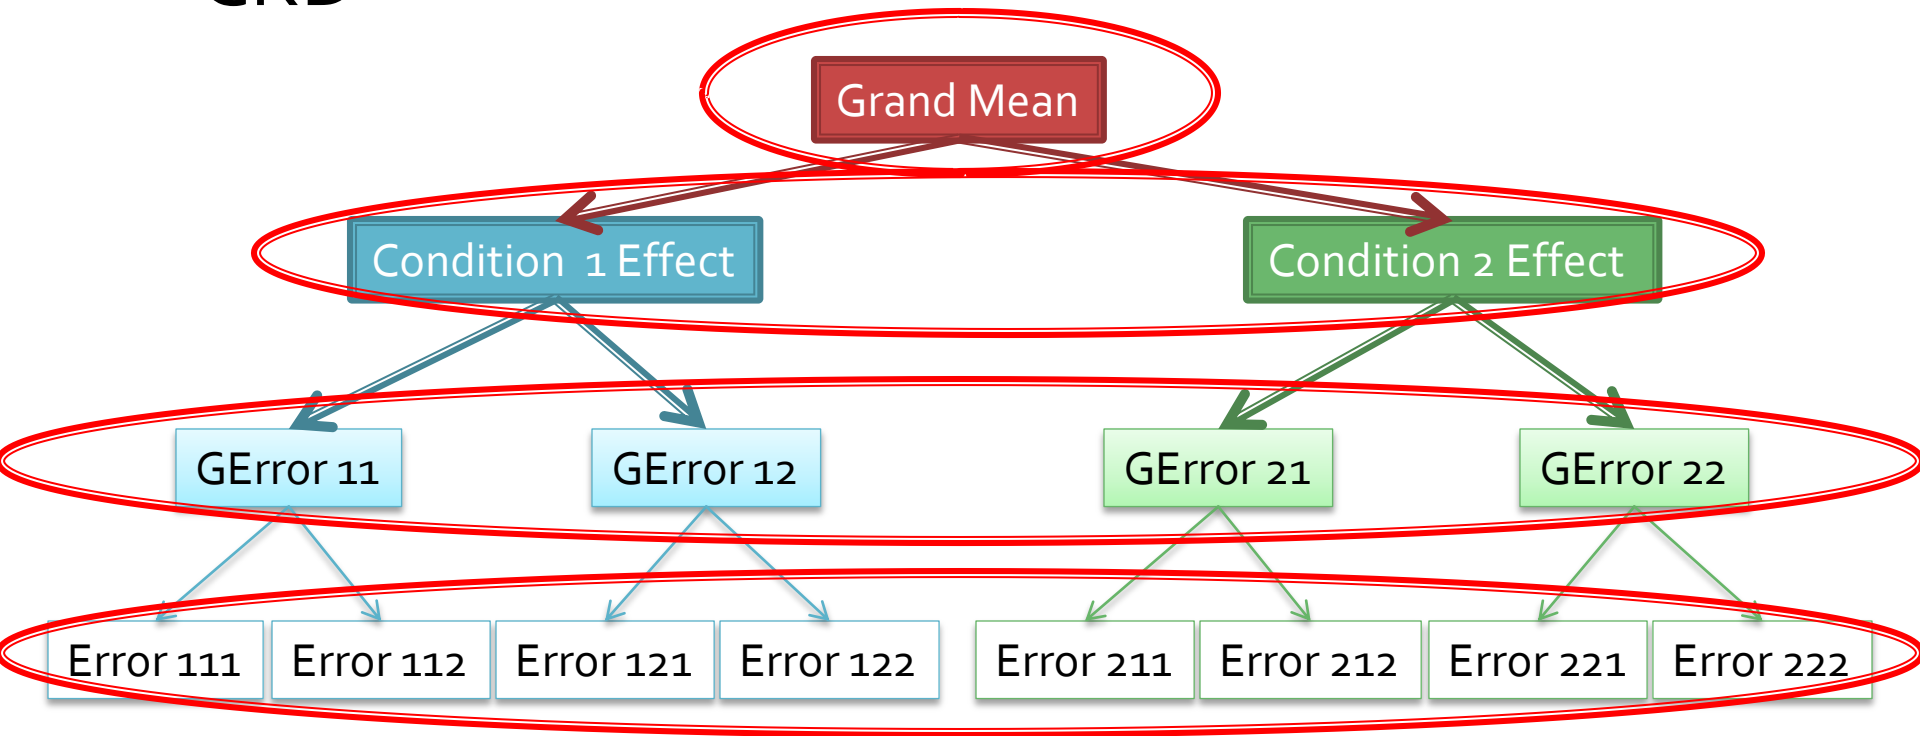 CRD
Grand Mean
Condition 1 Effect
Condition 2 Effect
GError 11
GError 12
GError 21
GError 22
Error 111
Error 112
Error 121
Error 122
Error 211
Error 212
Error 221
Error 222